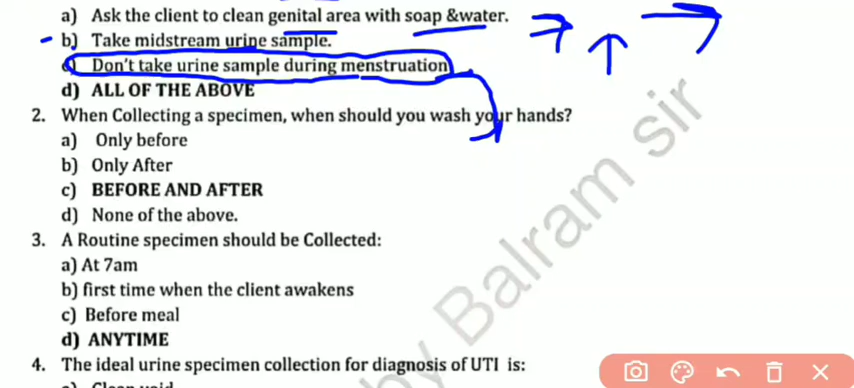 a) Ask the client to clean genital area with soap &water.
b) Take midstream urine sample.
c) Don't take urine sample during menstruation
d) ALL OF THE ABOVE
2. When Collecting a specimen, when should you wash your hands?
a) Only before
b) Only After
c) BEFORE AND AFTER
d) None of the above.
3. A Routine specimen should be Collected:
a) At 7am
b) first time when the client awakens
c) Before meal
d) ANYTIME
4. The ideal urine specimen collection for diagnosis of UTI is:
a) Clean void
by Balram sir